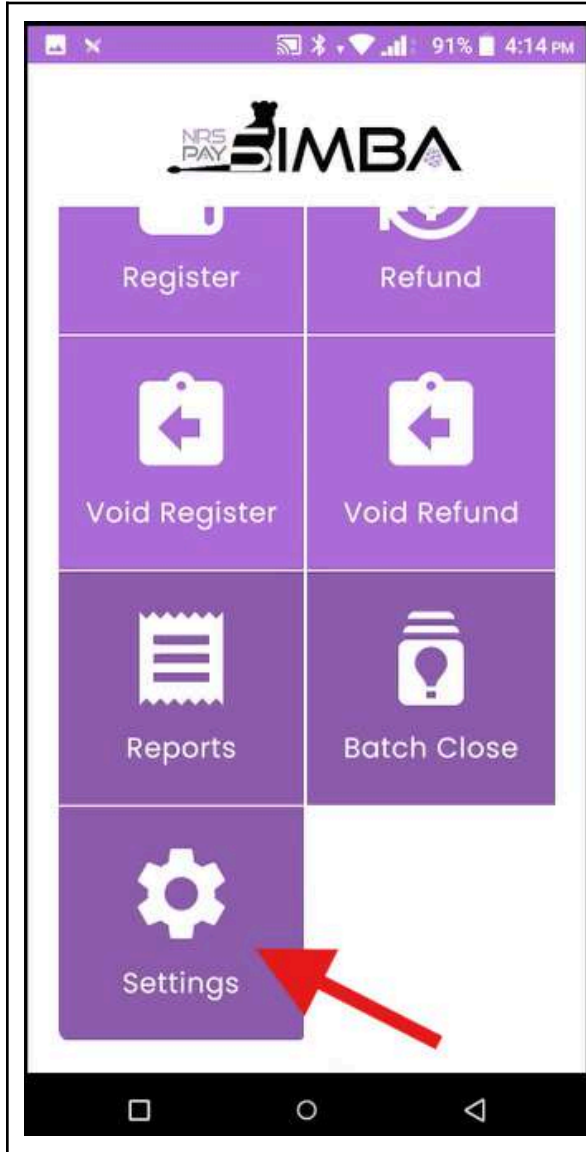 91% 4:14 PM
NRS
PAY SIMBA
Register Refund
Void Register Void Refund
Reports Batch Close
Settings